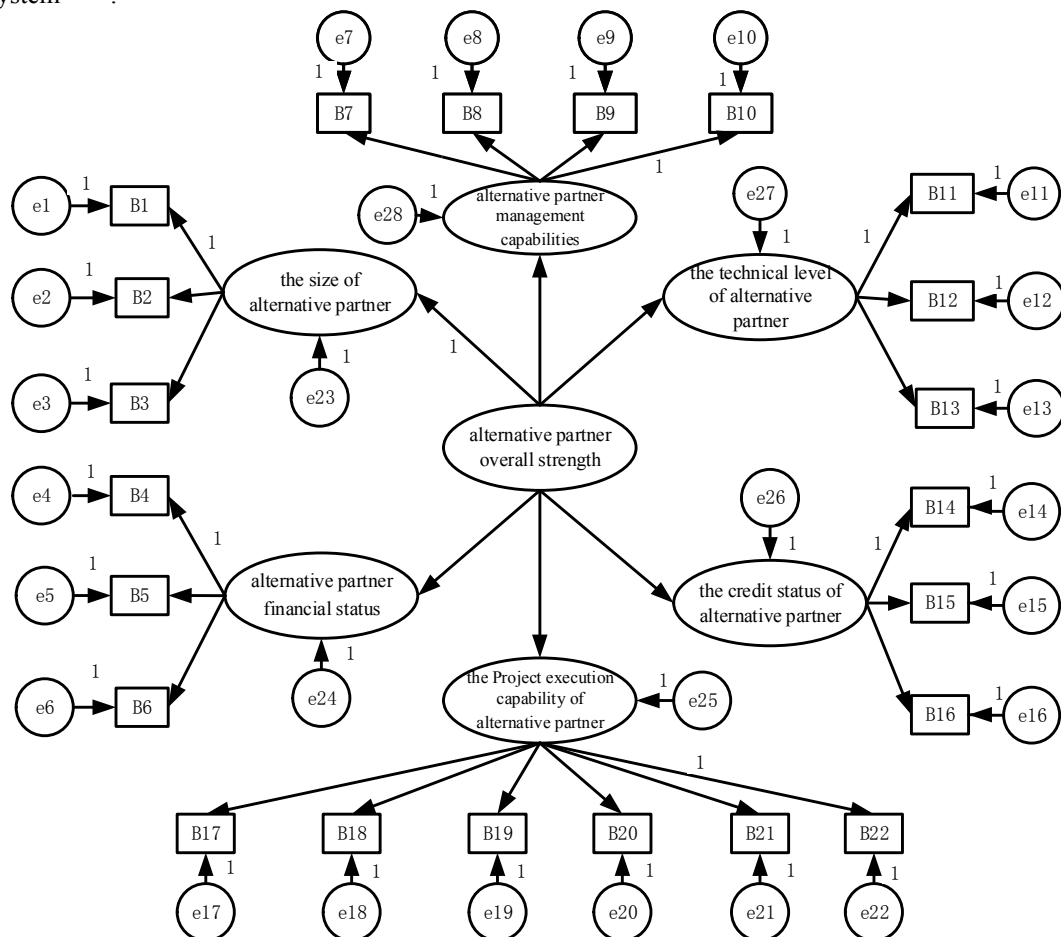 ystem
.
e7
e8
e9
e10
1
1
1
1
B7
B8
B9
B10
1
e27
1
alternative partner
management
capabilities
e28
1
e1
1
B1
1
e2
1
B2
e3
1
B3
the size of
alternative partner
1
e23
1
the technical level
of alternative
partner
1
B11
1
e11
B12
1
e12
B13
1
e13
alternative partner
overall strength
e4
1
B4
1
e5
1
B5
e6
1
B6
alternative partner
financial status
1
e24
e26
1
the credit status of
alternative partner
1
B14
1
e14
B15
1
e15
B16
1
e16
the Project execution
capability of
alternative partner
1
e25
1
B17
B18
B19
B20
B21
B22
1
1
1
1
1
1
e17
e18
e19
e20
e21
e22